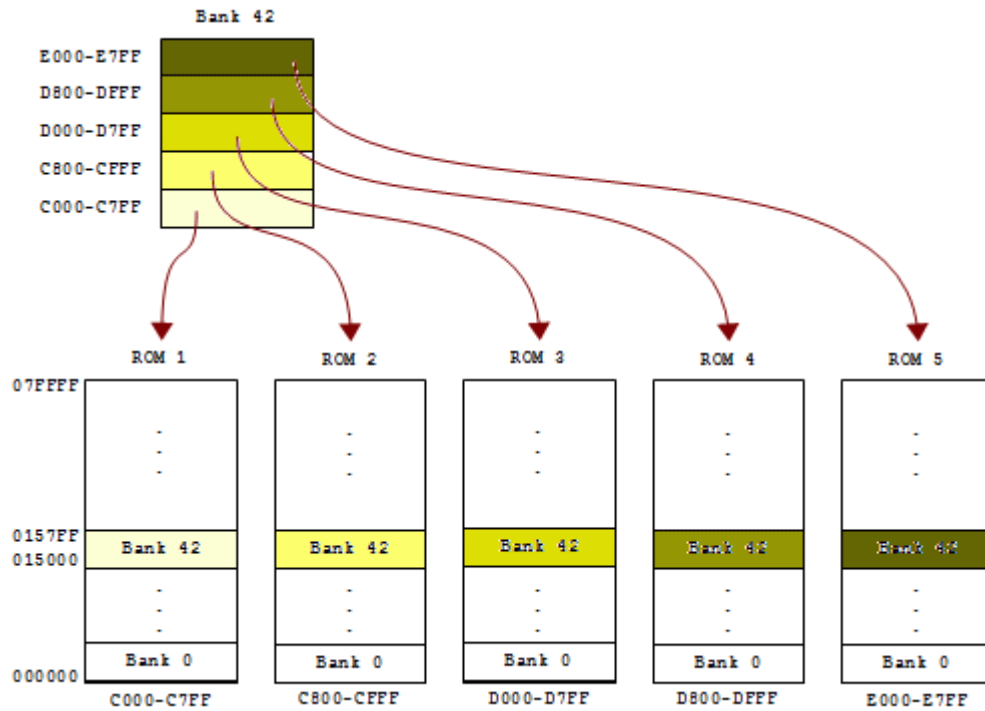 Bank 42
E000-E7FF
D800-DFFF
D000-D7FF
C800-CFFF
C000-C7FF
ROM 1 ROM 2 ROM 3 ROM 4 ROM 5
07FFFF
0157FF
Bank 42 Bank 42 Bank 42 Bank 42 Bank 42
015000
Bank 0 Bank 0 Bank 0 Bank 0 Bank 0
000000
C000-C7FF C800-CFFF D000-D7FF D800-DFFF E000-E7FF